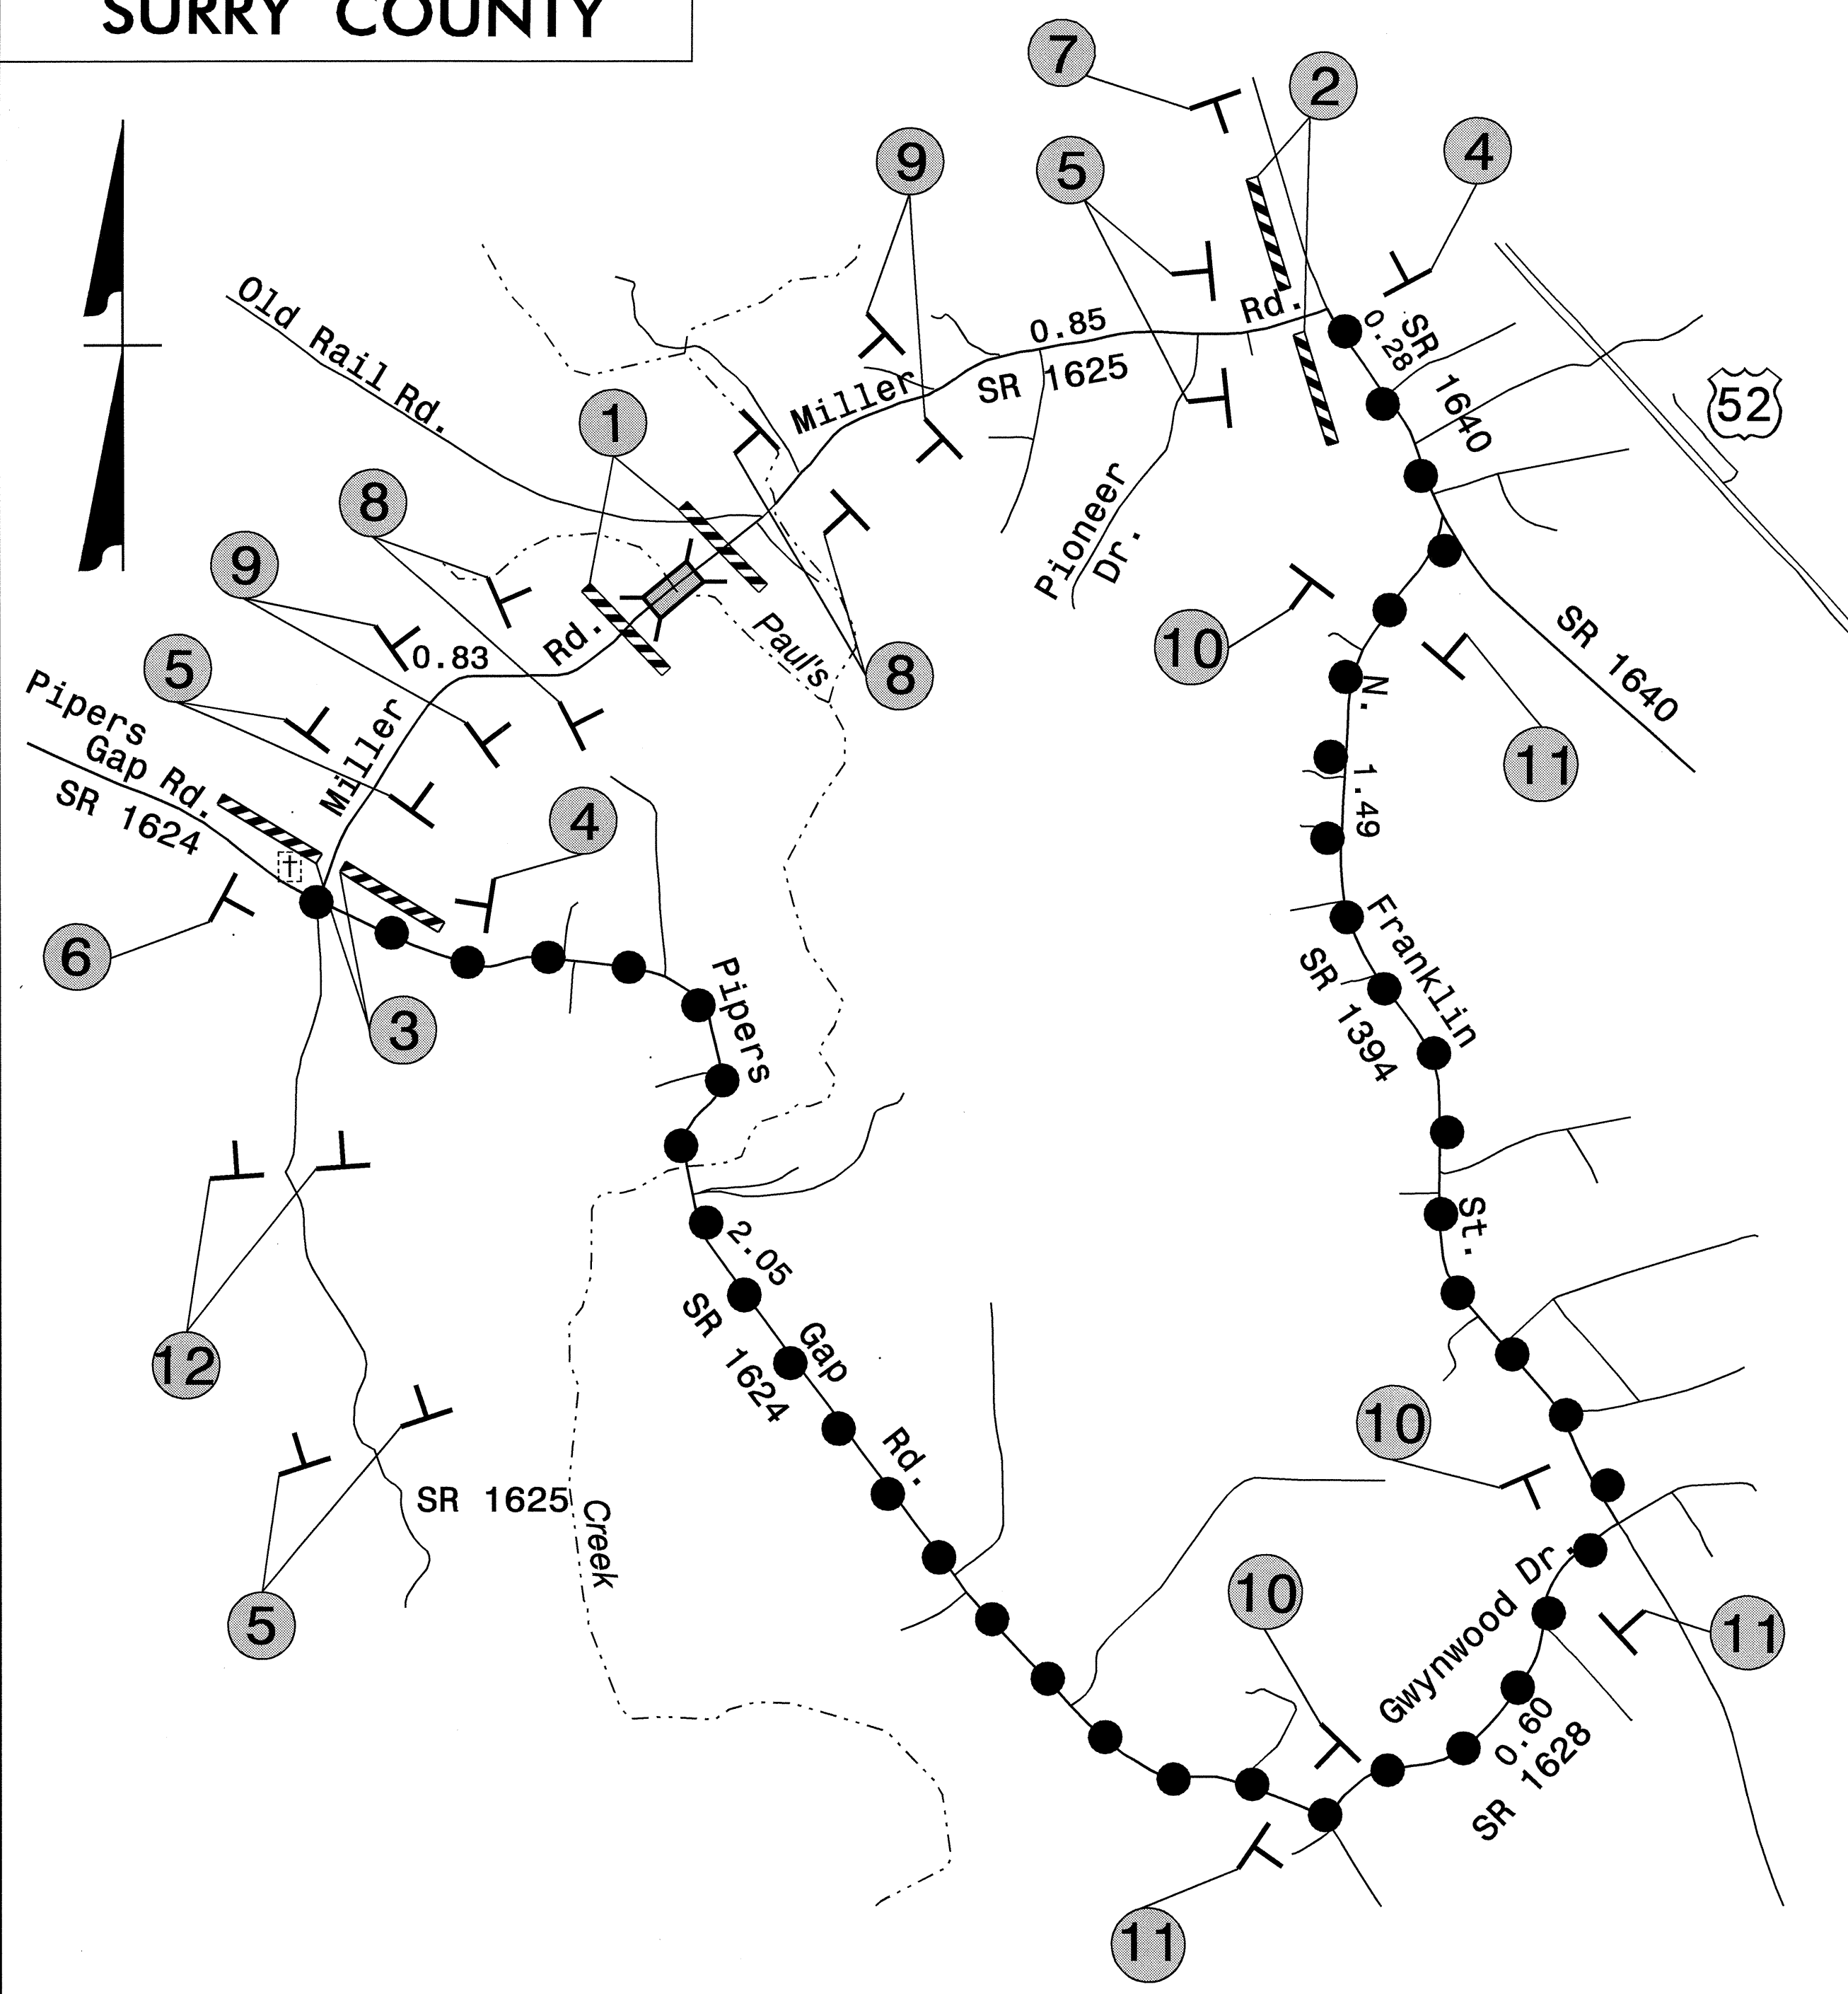 SURRY COUNTY
7
2
9
5
4
Old Rail Rd.
0.85
Rd.
0.28
SR 1640
52
Miller
SR 1625
1
8
9
5
Pioneer
Dr.
Rd.
0.83
Paul's
8
10
SR 1640
Pipers
Gap Rd.
SR 1624
Miller
4
N.
11
1.49
6
3
Franklin
SR 1394
Pipers
St.
2.05
SR 1624
Gap
Rd.
12
10
5
SR 1625
Creek
10
Gwynwood Dr.
11
0.60
SR 1628
11